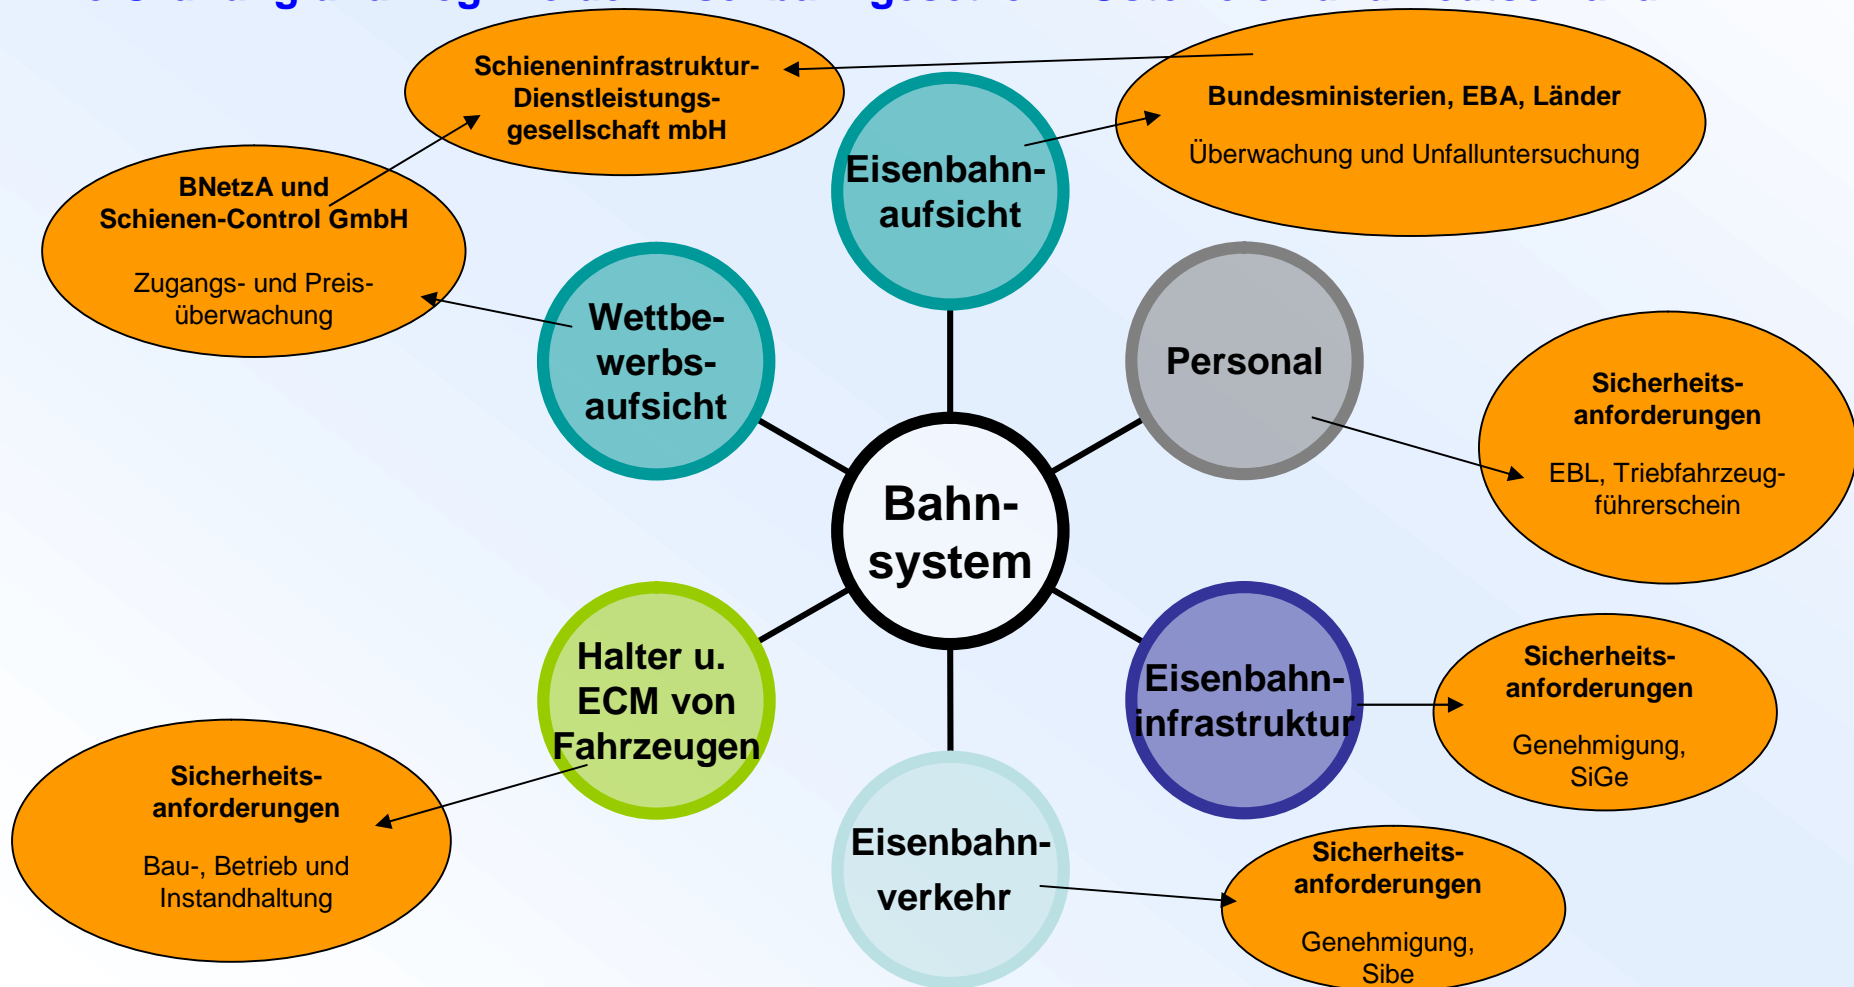 Schieneninfrastruktur-
Dienstleistungs-
gesellschaft mbH
Bundesministerien, EBA, Länder
Überwachung und Unfalluntersuchung
Eisenbahn-
aufsicht
BNetzA und
Schienen-Control GmbH
Zugangs- und Preis-
überwachung
Wettbe-
werbs-
aufsicht
Personal
Sicherheits-
anforderungen
EBL, Triebfahrzeug-
führerschein
Bahn-
system
Halter u.
ECM von
Fahrzeugen
Eisenbahn-
infrastruktur
Sicherheits-
anforderungen
Genehmigung,
SiGe
Sicherheits-
anforderungen
Bau-, Betrieb und
Instandhaltung
Eisenbahn-
verkehr
Sicherheits-
anforderungen
Genehmigung,
Sibe